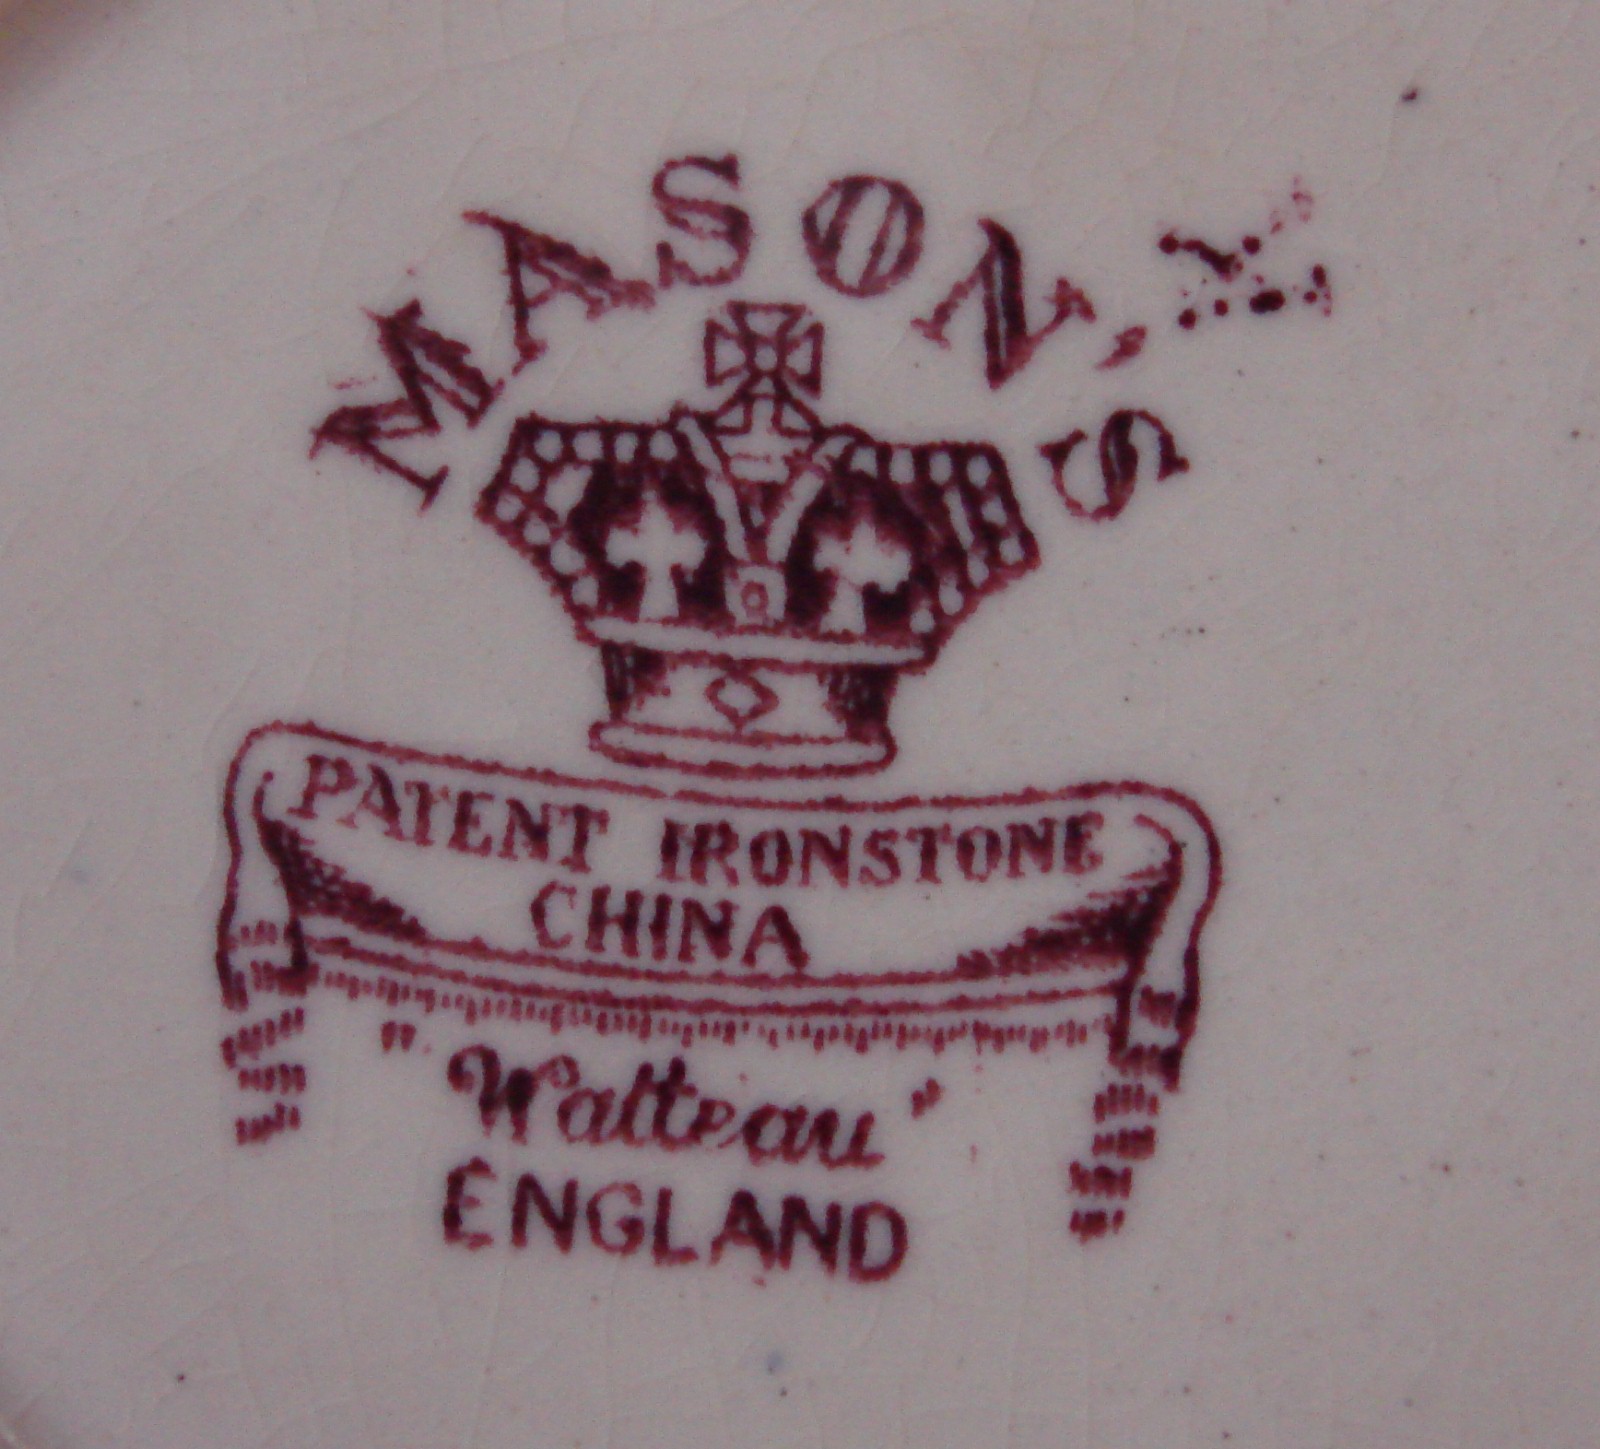 MASON'S
PATENT IRONSTONE
CHINA
"Watteau"
ENGLAND